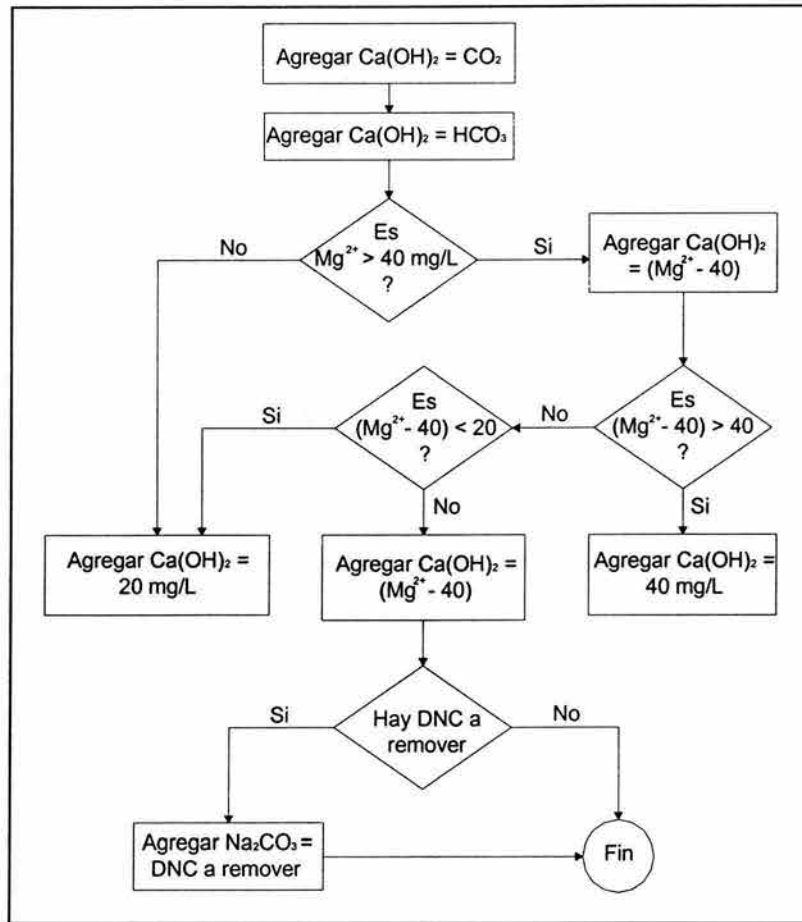 Agregar Ca(OH)₂ = CO₂
Agregar Ca(OH)₂ = HCO̅₃
Es
Mg²⁺ > 40 mg/L
?
No
Si
Agregar Ca(OH)₂
= (Mg²⁺ - 40)
Es
(Mg²⁺ - 40) > 40
?
No
Si
Es
(Mg²⁺ - 40) < 20
?
Si
No
Agregar Ca(OH)₂ =
20 mg/L
Agregar Ca(OH)₂ =
(Mg²⁺ - 40)
Agregar Ca(OH)₂ =
40 mg/L
Hay DNC a
remover
Si
No
Agregar Na₂CO₃ =
DNC a remover
Fin